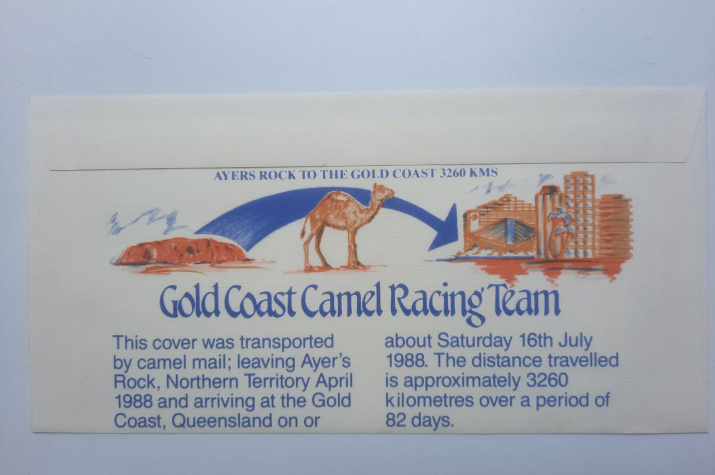 AYERS ROCK TO THE GOLD COAST 3260 KMS
Gold Coast Camel Racing Team
This cover was transported
by camel mail; leaving Ayer's
Rock, Northern Territory April
1988 and arriving at the Gold
Coast, Queensland on or
about Saturday 16th July
1988. The distance travelled
is approximately 3260
kilometres over a period of
82 days.